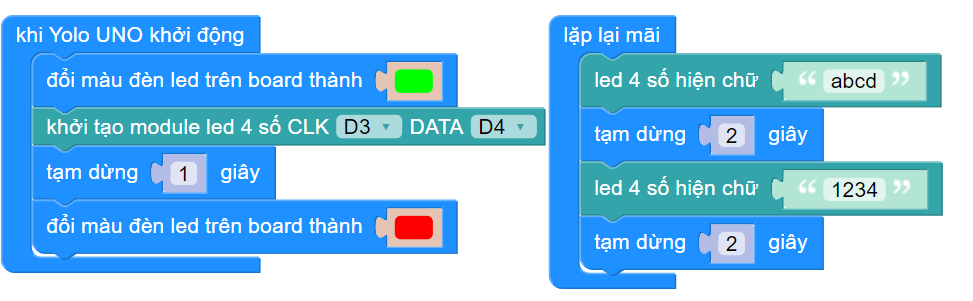 khi Yolo UNO khởi động
đổi màu đèn led trên board thành
khởi tạo module led 4 số CLK D3 DATA D4
tạm dừng 1 giây
đổi màu đèn led trên board thành
lặp lại mãi
led 4 số hiện chữ “ abcd ”
tạm dừng 2 giây
led 4 số hiện chữ “ 1234 ”
tạm dừng 2 giây